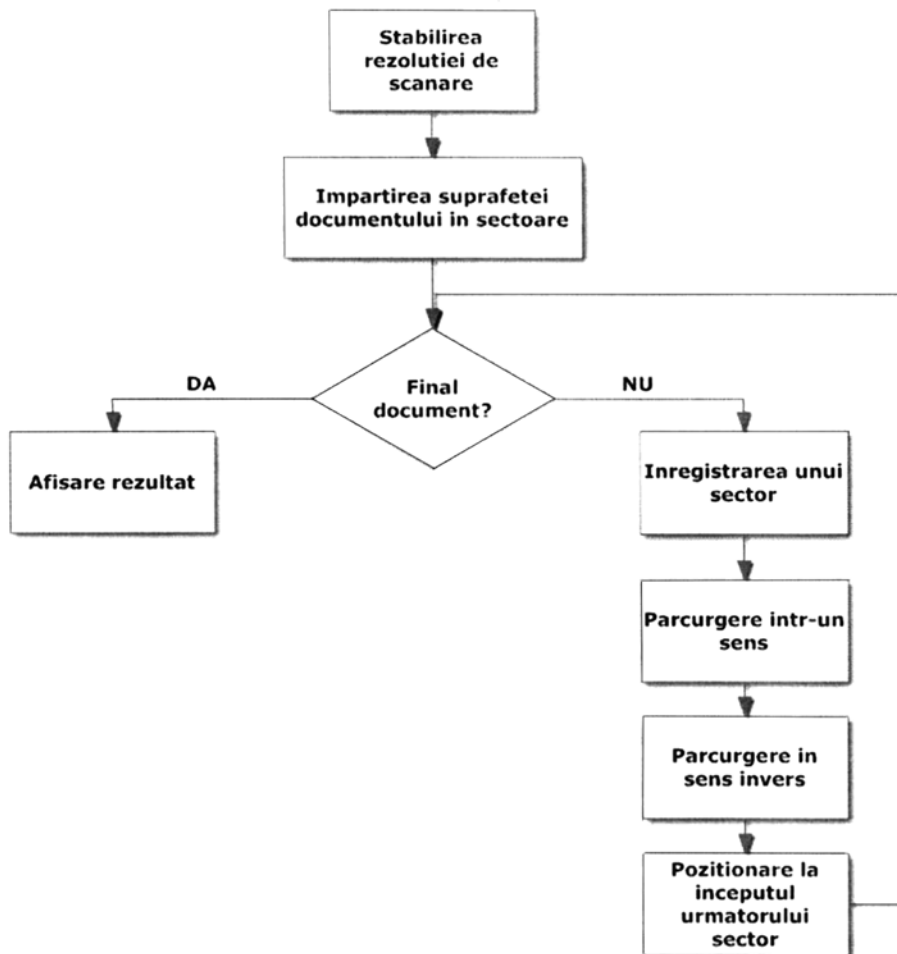 Stabilirea
rezolutiei de
scanare
Impartirea suprafetei
documentului in sectoare
Final
document?
DA
NU
Afisare rezultat
Inregistrarea unui
sector
Parcurgere intr-un
sens
Parcurgere in
sens invers
Pozitionare la
inceputul
urmatorului
sector